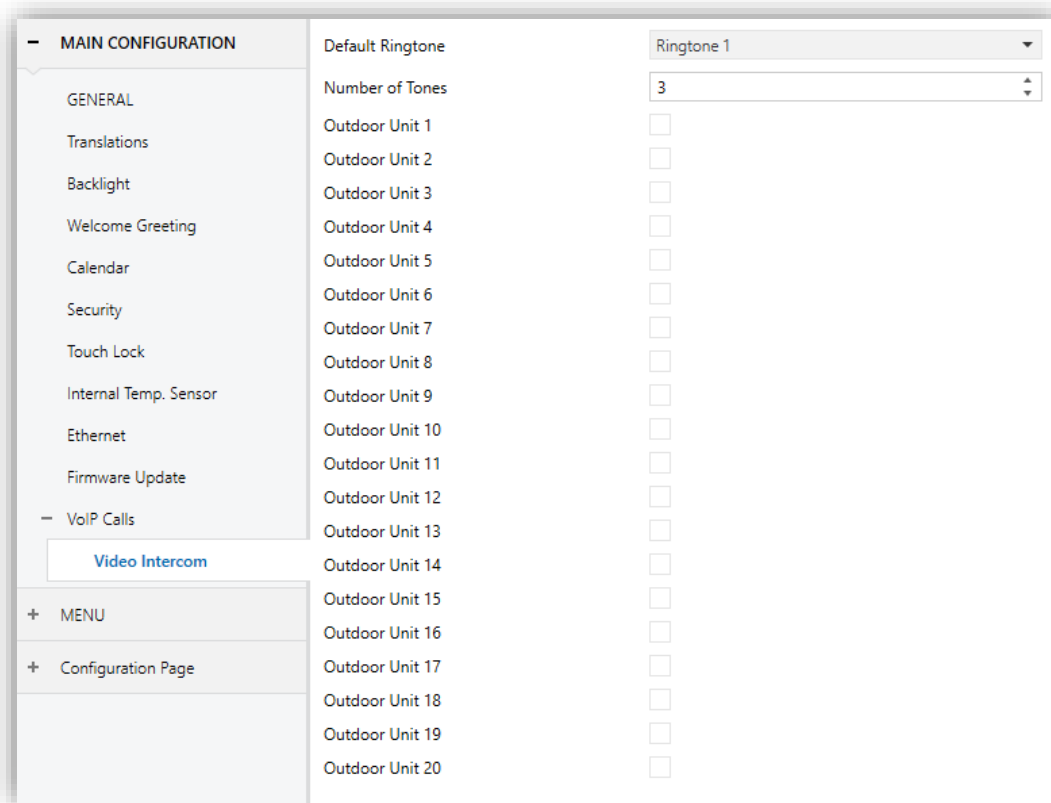 MAIN CONFIGURATION
GENERAL
Translations
Backlight
Welcome Greeting
Calendar
Security
Touch Lock
Internal Temp. Sensor
Ethernet
Firmware Update
VoIP Calls
Video Intercom
MENU
Configuration Page
Default Ringtone Ringtone 1
Number of Tones 3
Outdoor Unit 1
Outdoor Unit 2
Outdoor Unit 3
Outdoor Unit 4
Outdoor Unit 5
Outdoor Unit 6
Outdoor Unit 7
Outdoor Unit 8
Outdoor Unit 9
Outdoor Unit 10
Outdoor Unit 11
Outdoor Unit 12
Outdoor Unit 13
Outdoor Unit 14
Outdoor Unit 15
Outdoor Unit 16
Outdoor Unit 17
Outdoor Unit 18
Outdoor Unit 19
Outdoor Unit 20